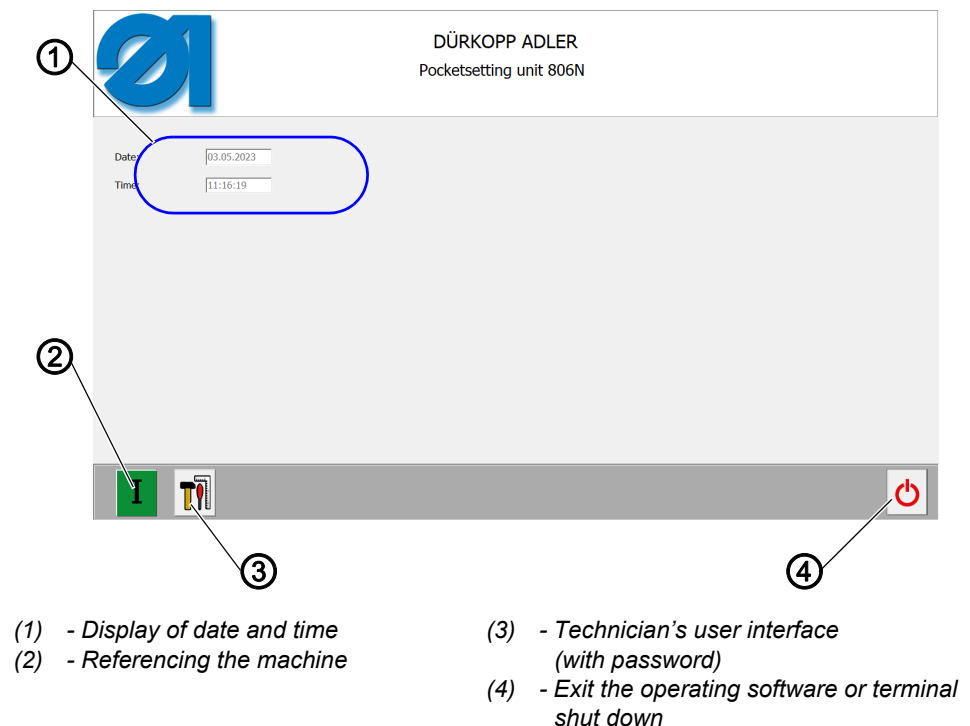 DÜRKOPP ADLER
Pocketsetting unit 806N
1
Date: 03.05.2023
Time: 11:16:19
2
I
3
4
(1) - Display of date and time
(2) - Referencing the machine
(3) - Technician's user interface
(with password)
(4) - Exit the operating software or terminal
shut down